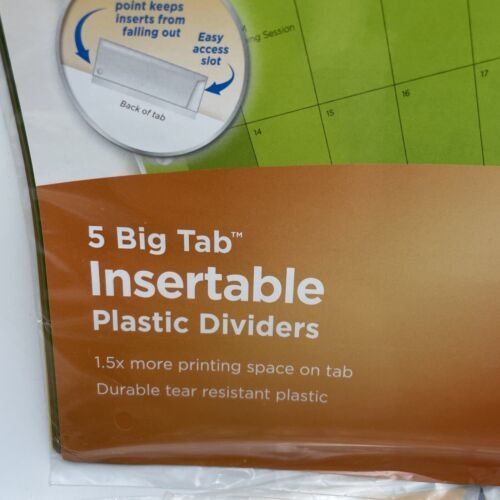 point keeps
inserts from
falling out
Easy
access
slot
Back of tab
Session
14
15
16
17
5 Big Tab™
Insertable
Plastic Dividers
1.5x more printing space on tab
Durable tear resistant plastic